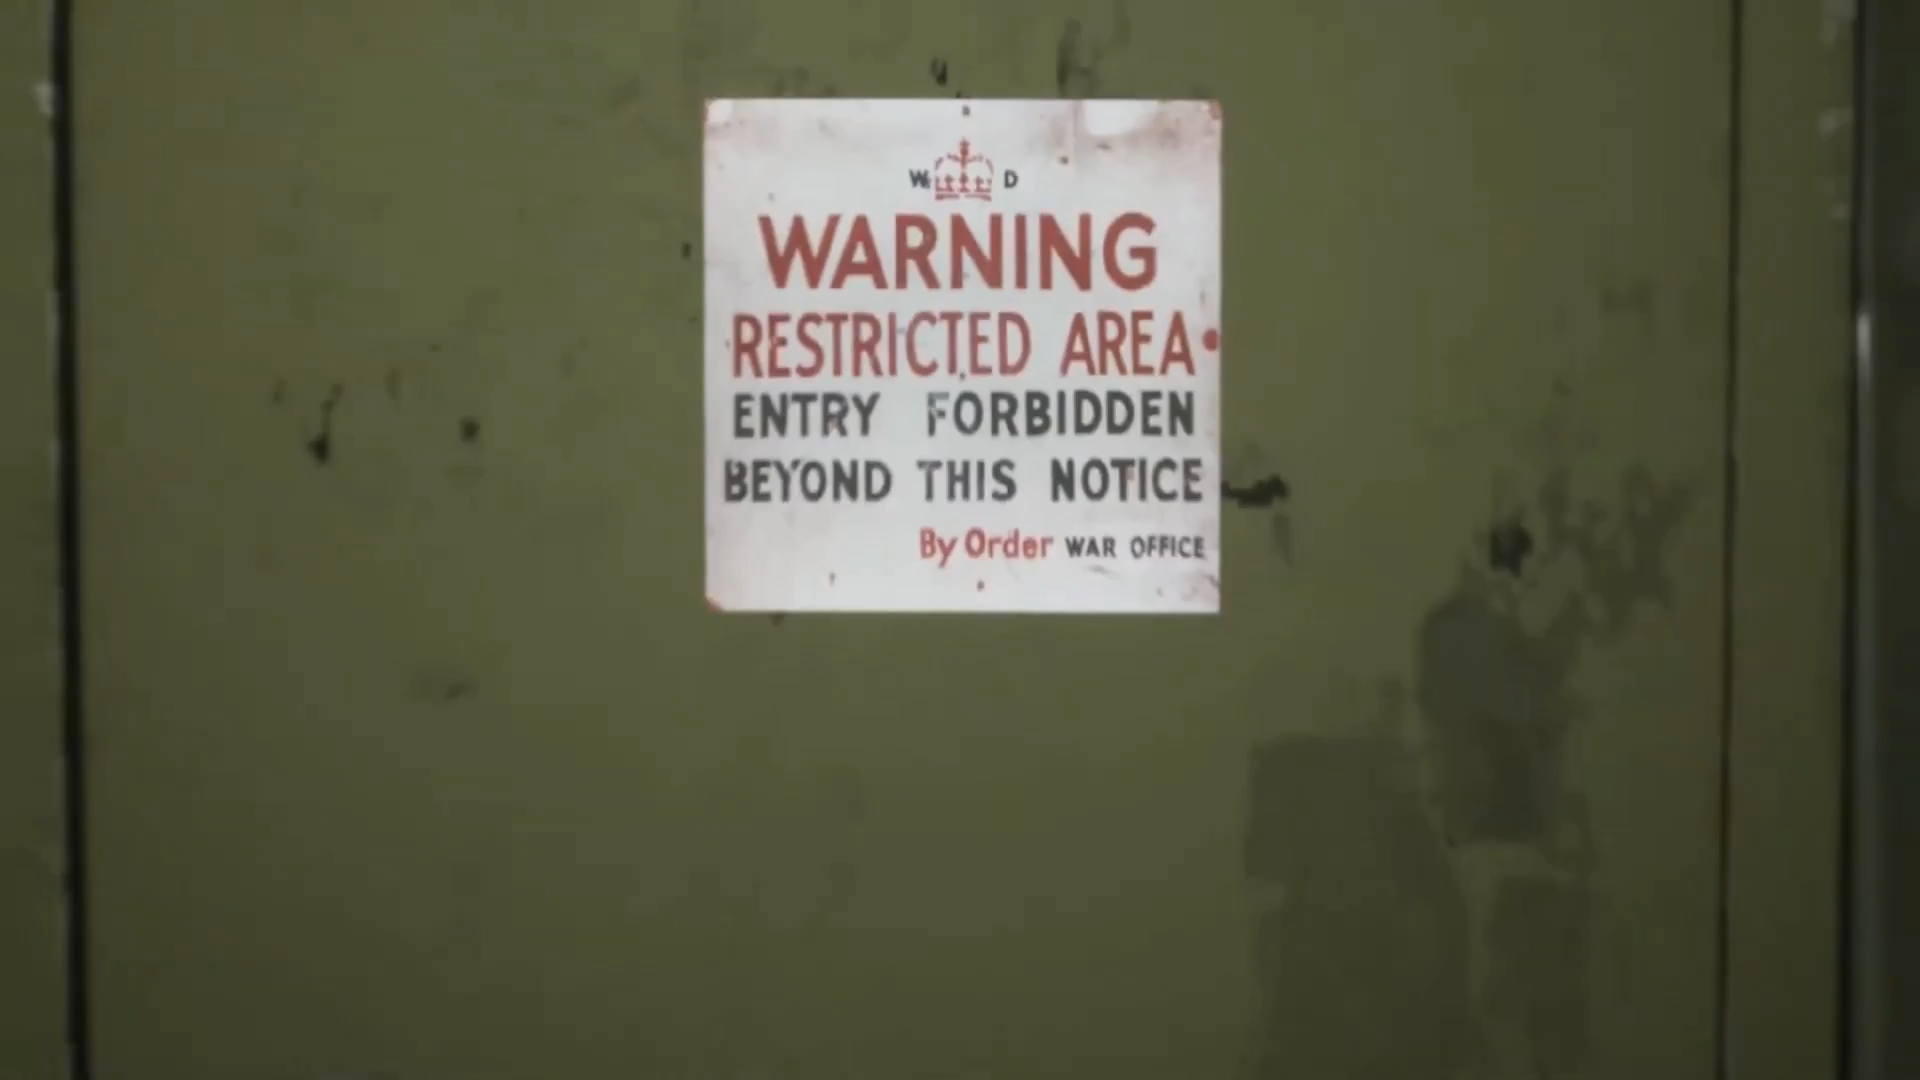 W D
WARNING
RESTRICTED AREA
ENTRY FORBIDDEN
BEYOND THIS NOTICE
By Order WAR OFFICE